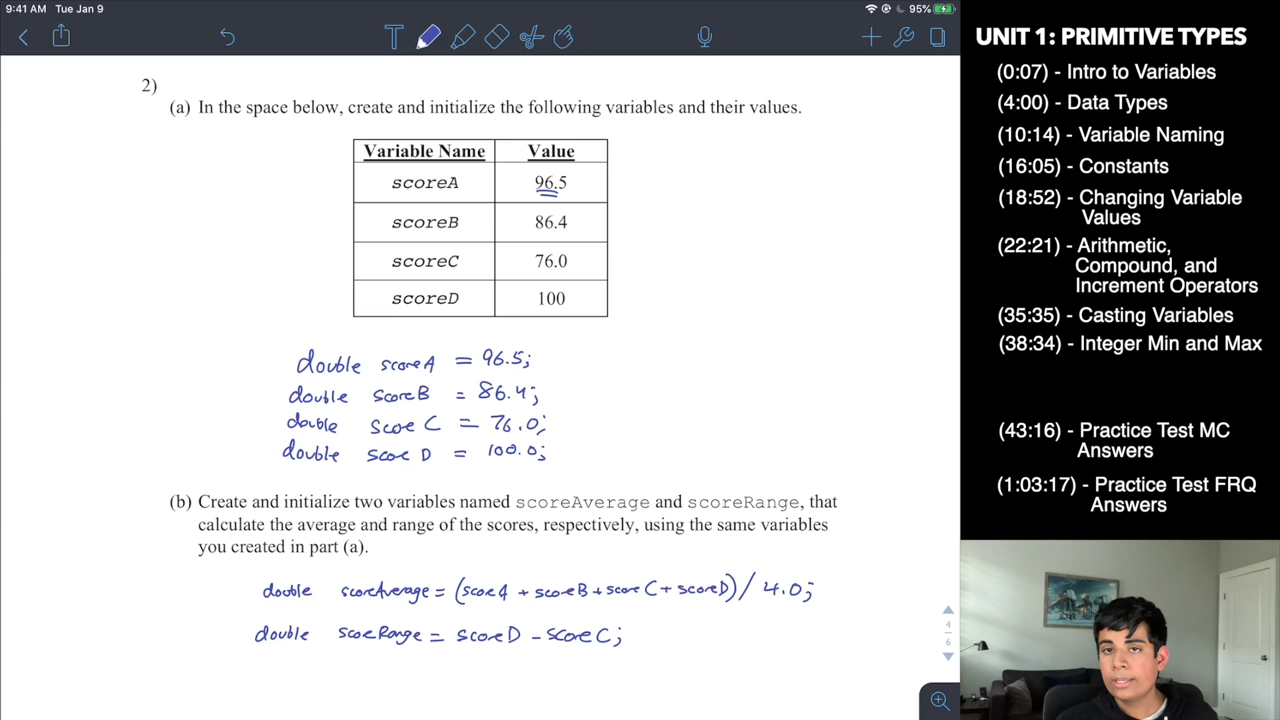 9:41 AM Tue Jan 9
95%
UNIT 1: PRIMITIVE TYPES
(0:07) - Intro to Variables
(4:00) - Data Types
(10:14) - Variable Naming
(16:05) - Constants
(18:52) - Changing Variable
Values
(22:21) - Arithmetic,
Compound, and
Increment Operators
(35:35) - Casting Variables
(38:34) - Integer Min and Max
(43:16) - Practice Test MC
Answers
(1:03:17) - Practice Test FRQ
Answers
2)
(a) In the space below, create and initialize the following variables and their values.
Variable Name Value
scoreA 96.5
scoreB 86.4
scoreC 76.0
scoreD 100
double scoreA = 96.5;
double scoreB = 86.4;
double scoreC = 76.0;
double scoreD = 100.0;
(b) Create and initialize two variables named scoreAverage and scoreRange, that
calculate the average and range of the scores, respectively, using the same variables
you created in part (a).
double scoreAverage = (scoreA + scoreB + scoreC + scoreD) / 4.0;
double scoreRange = scoreD - scoreC;
4
6